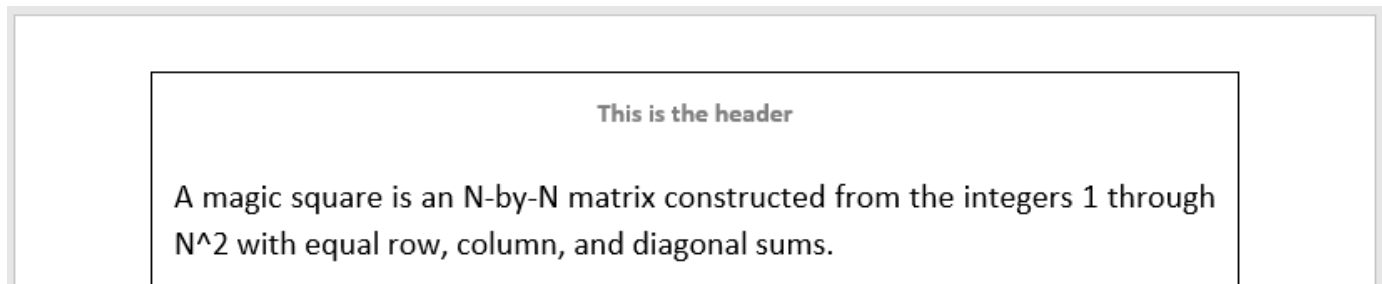 This is the header
A magic square is an N-by-N matrix constructed from the integers 1 through
N^2 with equal row, column, and diagonal sums.